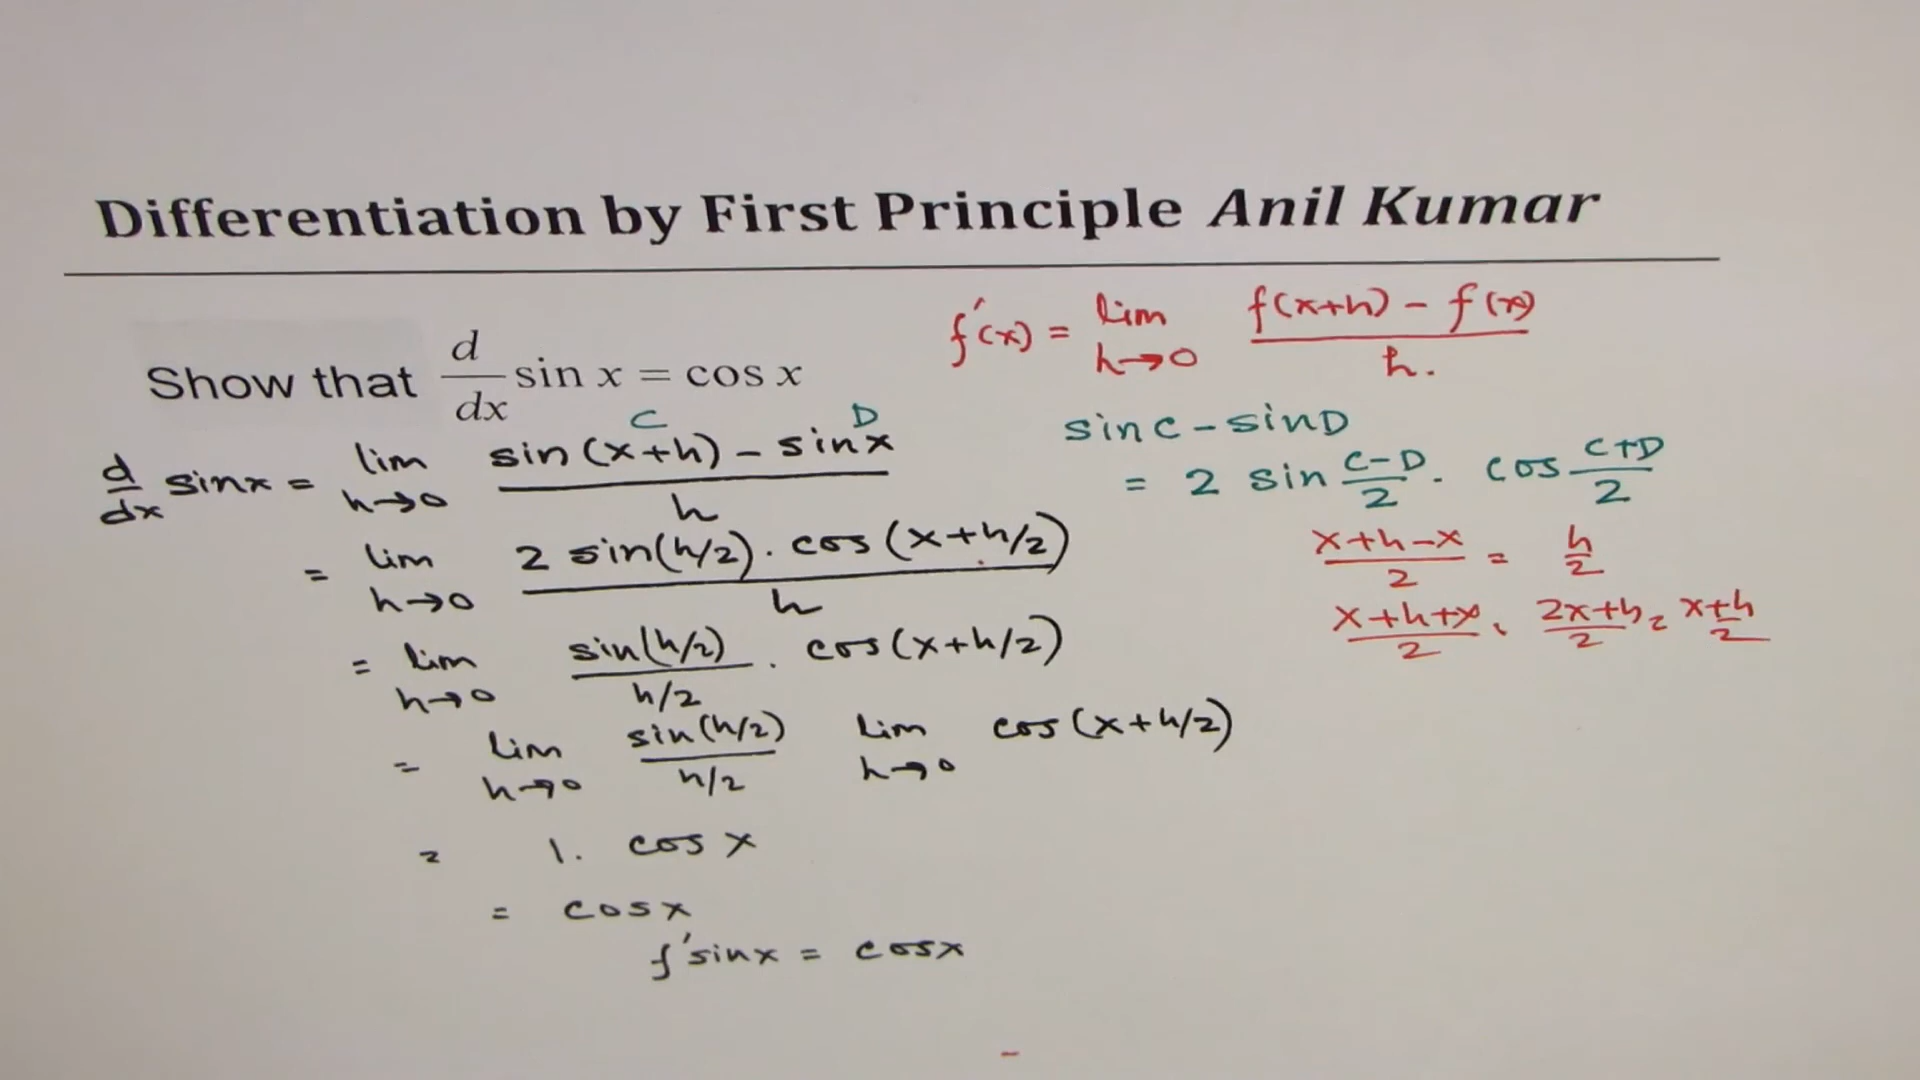 Differentiation by First Principle Anil Kumar
f'(x) = lim h→0 f(x+h) - f(x) / h.
Show that d/dx sin x = cos x
C D
d/dx sinx = lim h→0 sin(x+h) - sinx / h
sinC - sinD
= 2 sin C-D/2 . cos C+D/2
= lim h→0 2 sin(h/2) . cos(x+h/2) / h
x+h-x/2 = h/2
x+h+x/2 = 2x+h/2 = x+h/2
= lim h→0 sin(h/2) / h/2 . cos(x+h/2)
= lim h→0 sin(h/2) / h/2 lim h→0 cos(x+h/2)
= 1. cos x
= cosx
f'sinx = cosx